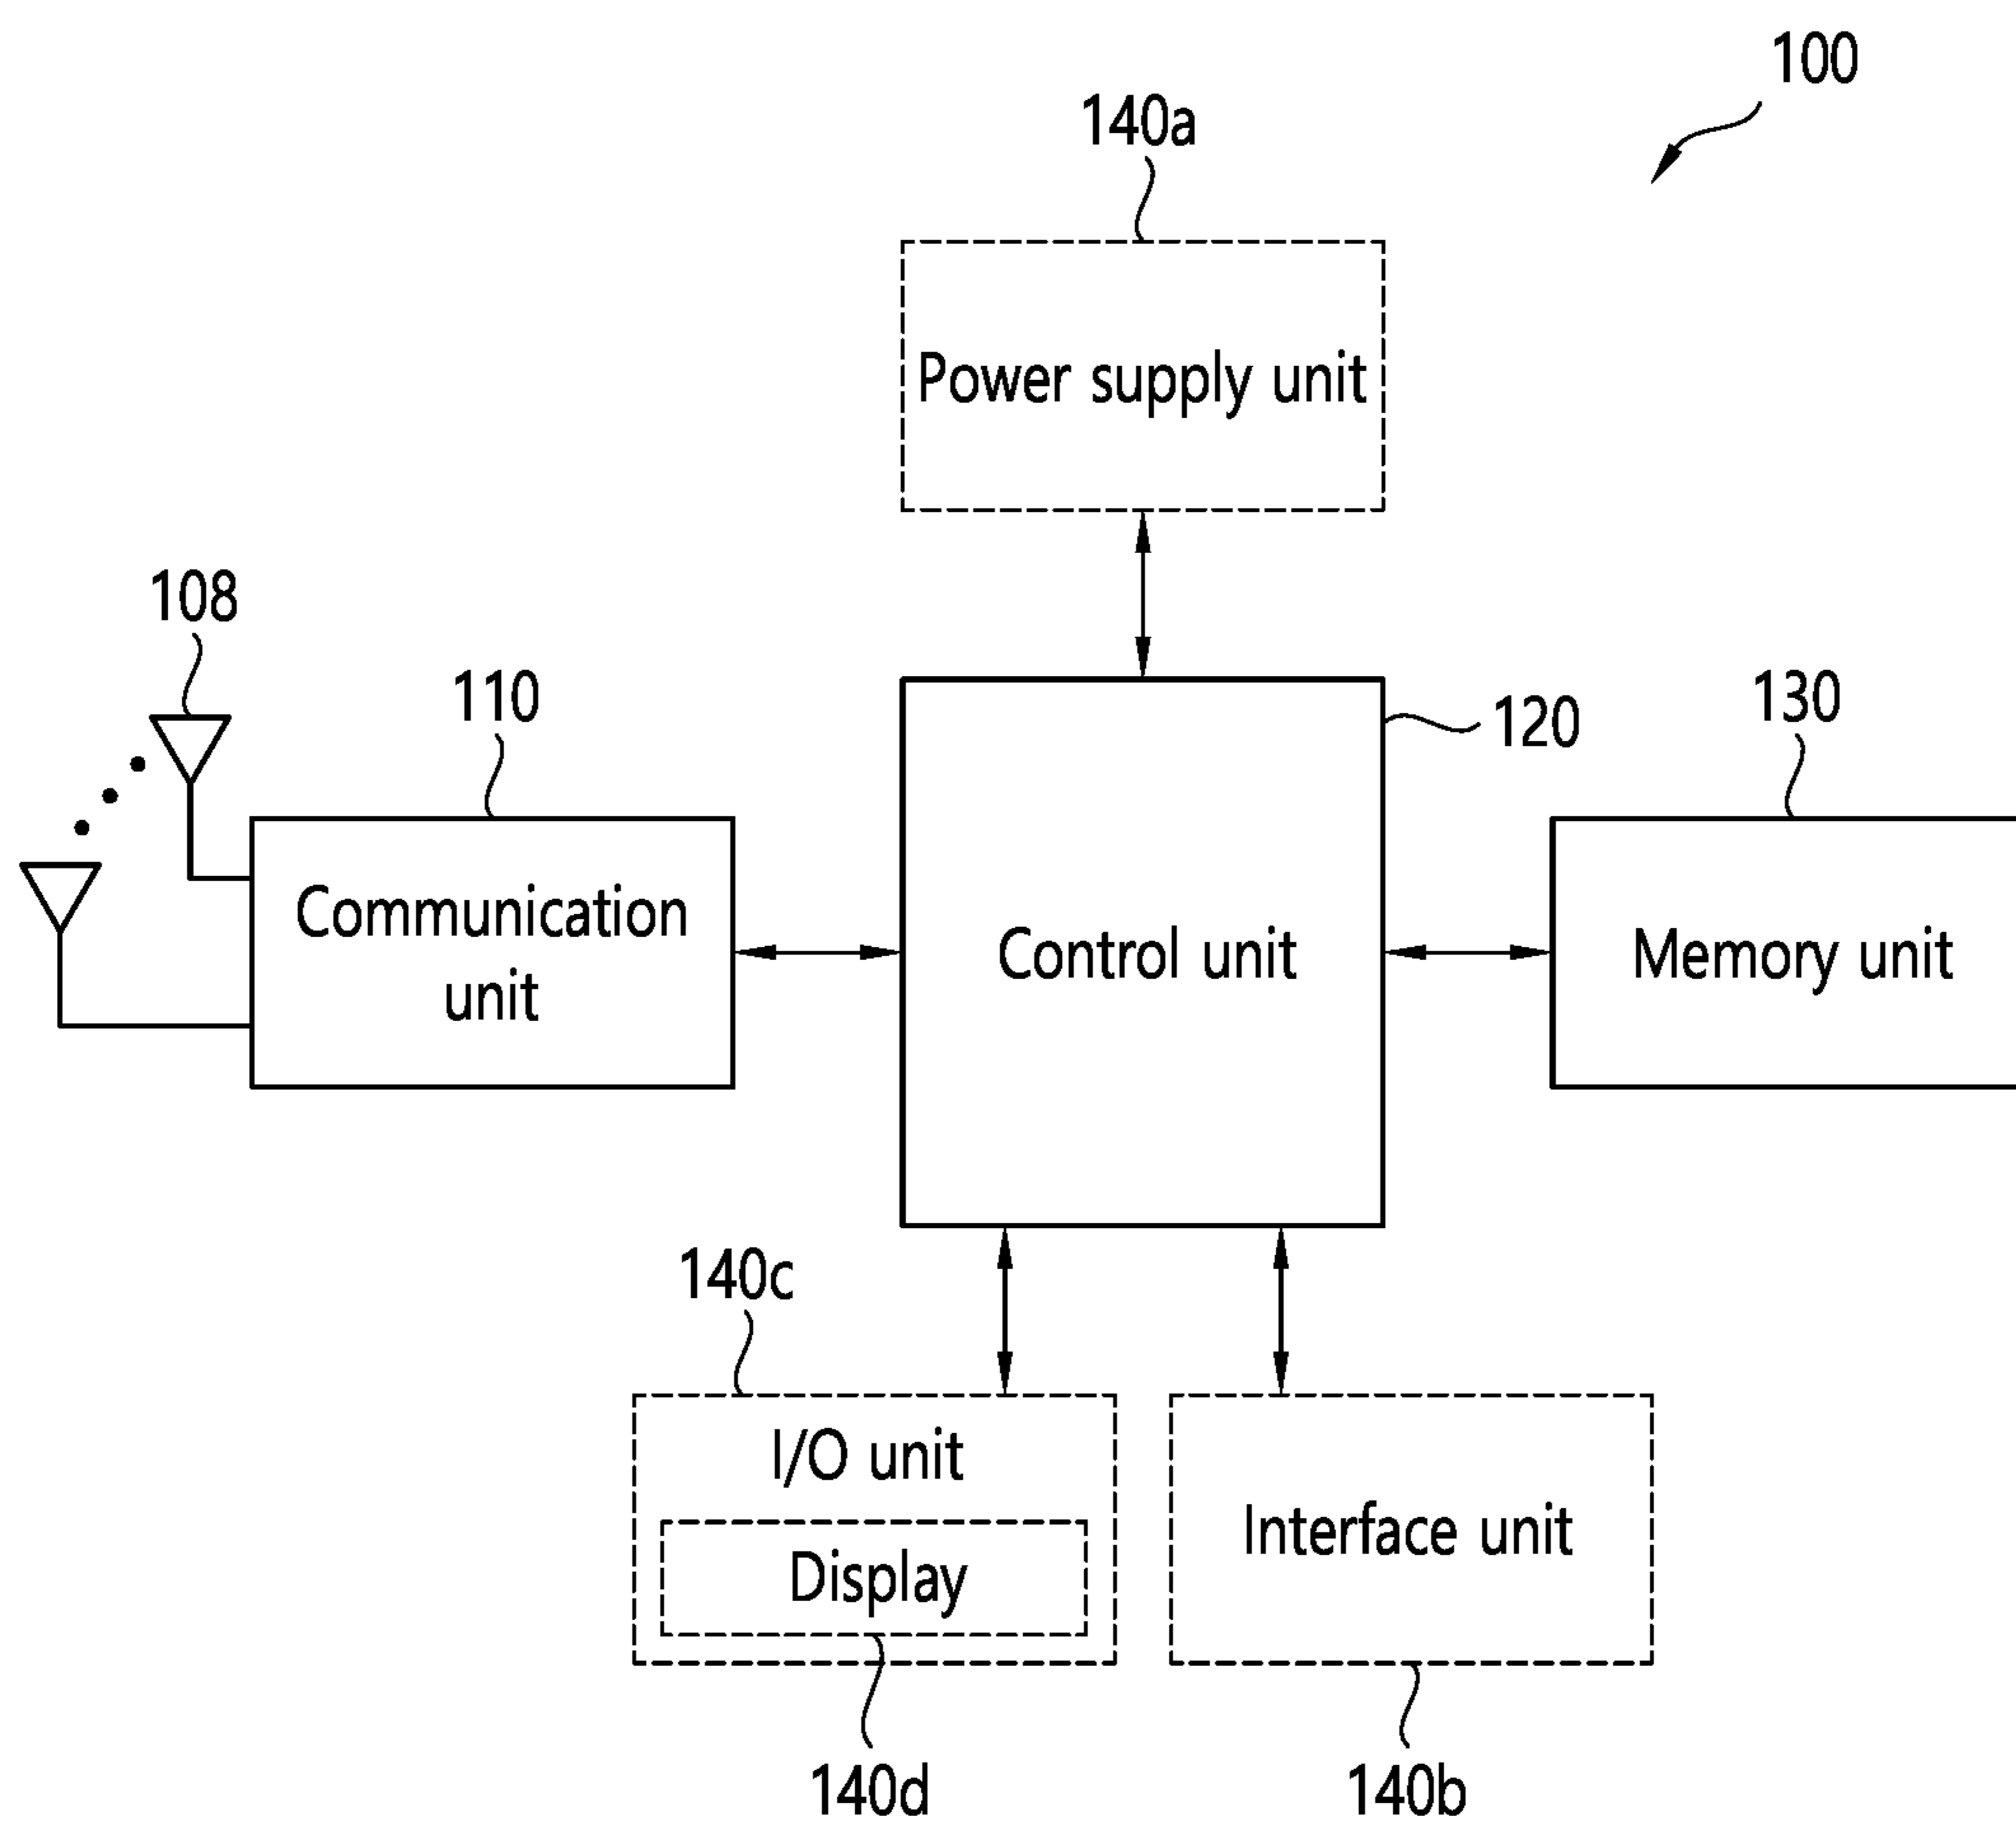 100
140a
Power supply unit
108
110
120
130
Communication
unit
Control unit
Memory unit
140c
I/O unit
Display
Interface unit
140d
140b